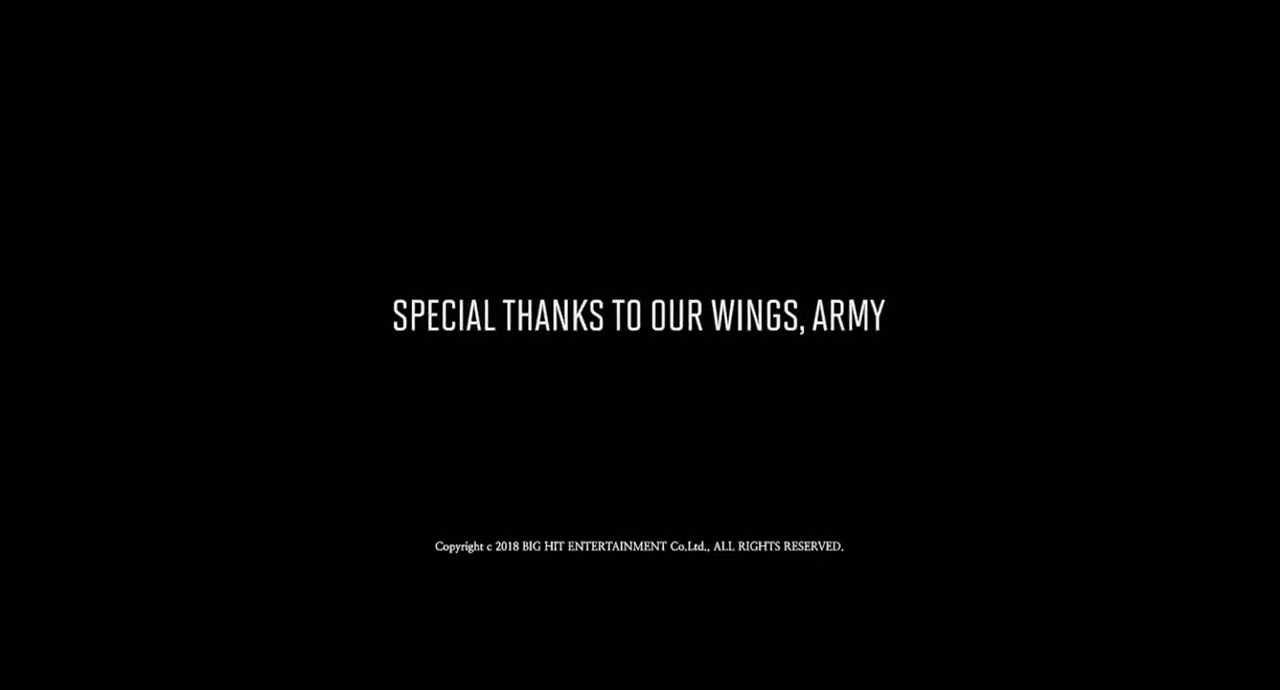 SPECIAL THANKS TO OUR WINGS, ARMY
Copyright c 2018 BIG HIT ENTERTAINMENT Co.Ltd., ALL RIGHTS RESERVED.